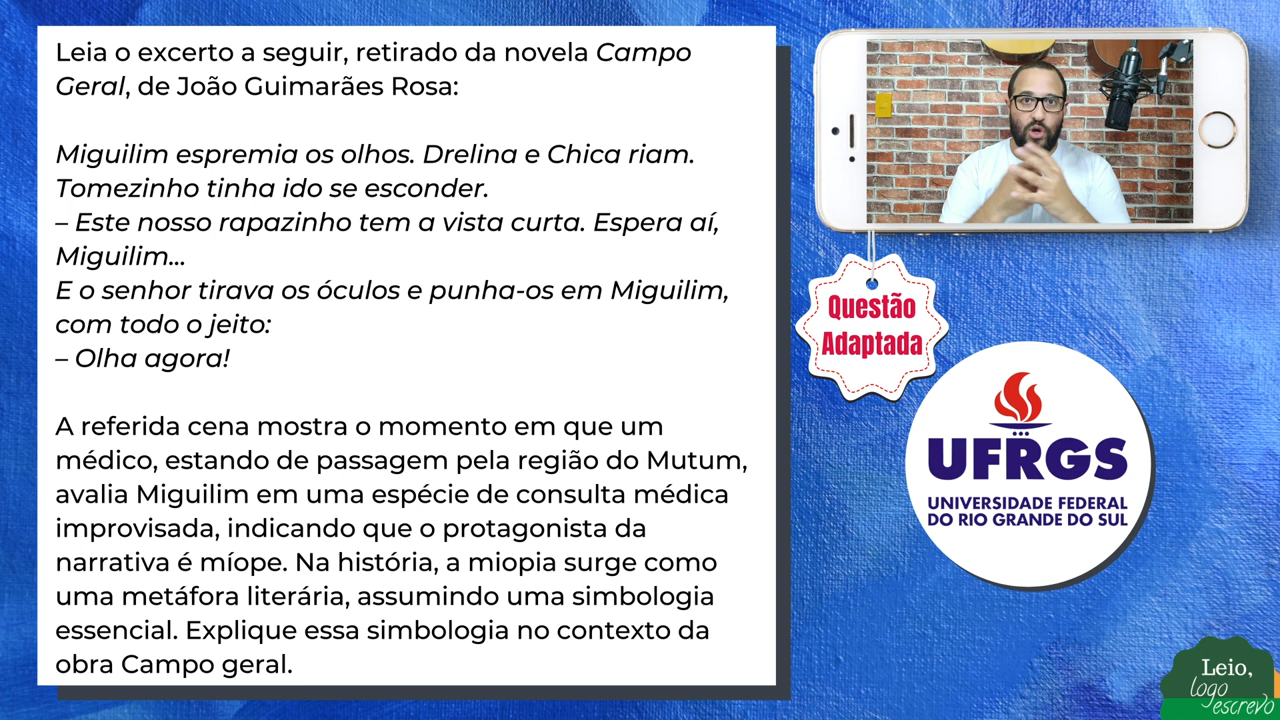 Leia o excerto a seguir, retirado da novela Campo
Geral, de João Guimarães Rosa:
Miguilim espremia os olhos. Drelina e Chica riam.
Tomezinho tinha ido se esconder.
– Este nosso rapazinho tem a vista curta. Espera aí,
Miguilim...
E o senhor tirava os óculos e punha-os em Miguilim,
com todo o jeito:
– Olha agora!
A referida cena mostra o momento em que um
médico, estando de passagem pela região do Mutum,
avalia Miguilim em uma espécie de consulta médica
improvisada, indicando que o protagonista da
narrativa é míope. Na história, a miopia surge como
uma metáfora literária, assumindo uma simbologia
essencial. Explique essa simbologia no contexto da
obra Campo geral.
Questão
Adaptada
UFRGS
UNIVERSIDADE FEDERAL
DO RIO GRANDE DO SUL
Leio,
logo
escrevo